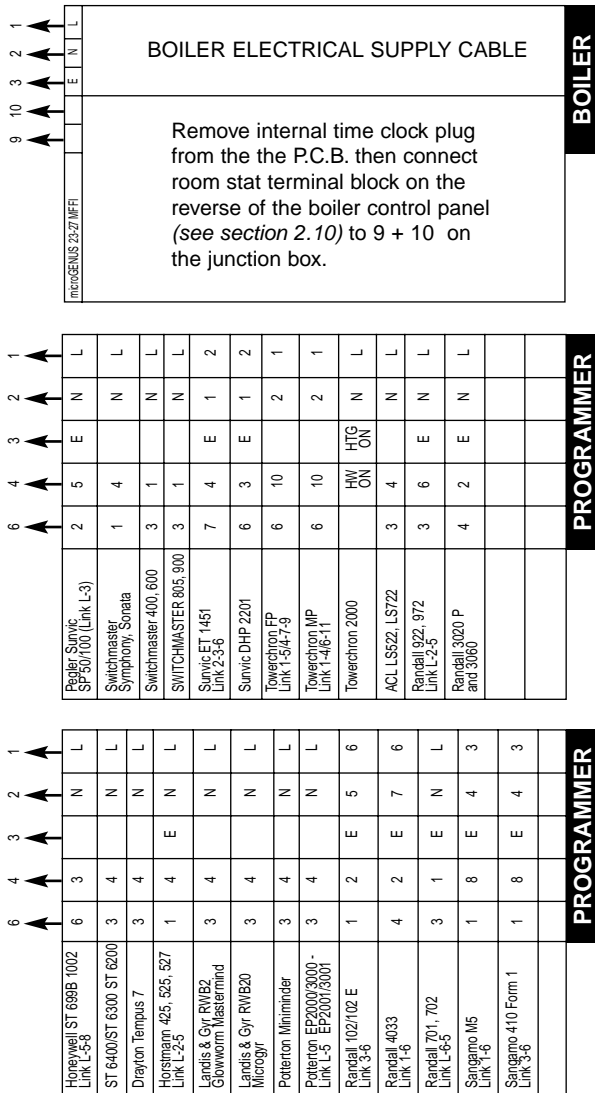 1 2 3 10 9
L N E
microGENUS 23-27 MFFI
BOILER ELECTRICAL SUPPLY CABLE
Remove internal time clock plug
from the the P.C.B. then connect
room stat terminal block on the
reverse of the boiler control panel
(see section 2.10) to 9 + 10 on
the junction box.
BOILER
6 4 3 2 1
Pegler Sunvic
SP 50/100 (Link L-3) 2 5 E N L
Switchmaster
Symphony, Sonata 1 4 N L
Switchmaster 400, 600 3 1 N L
SWITCHMASTER 805, 900 3 1 N L
Sunvic ET 1451
Link 2-3-6 7 4 E 1 2
Sunvic DHP 2201 6 3 E 1 2
Towerchron FP
Link 1-5/4-7-9 6 10 2 1
Towerchron MP
Link 1-4/6-11 6 10 2 1
Towerchron 2000 HW ON HTG ON N L
ACL LS522, LS722 3 4 N L
Randall 922, 972
Link L-2-5 3 6 E N L
Randall 3020 P
and 3060 4 2 E N L
PROGRAMMER
6 4 3 2 1
Honeywell ST 699B 1002
Link L-5-8 6 3 N L
ST 6400/ST 6300 ST 6200 3 4 N L
Drayton Tempus 7 3 4 N L
Horstmann 425, 525, 527
Link L-2-5 1 4 E N L
Landis & Gyr RWB2
Glowworm Mastermind 3 4 N L
Landis & Gyr RWB20
Microgyr 3 4 N L
Potterton Miniminder 3 4 N L
Potterton EP2000/3000 -
Link L-5 EP2001/3001 3 4 N L
Randall 102/102 E
Link 3-6 1 2 E 5 6
Randall 4033
Link 1-6 4 2 E 7 6
Randall 701, 702
Link L-6-5 3 1 E N L
Sangamo M5
Link 1-6 1 8 E 4 3
Sangamo 410 Form 1
Link 3-6 1 8 E 4 3
PROGRAMMER